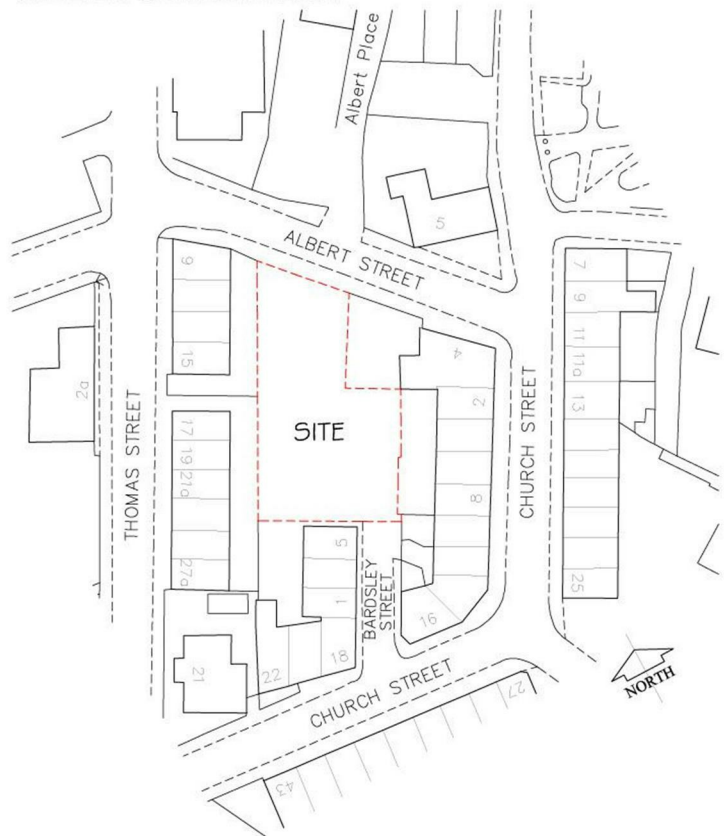 Albert Place
5
ALBERT STREET
9
15
7
9
11
11a
13
4
2
2a
SITE
THOMAS STREET
CHURCH STREET
17
19
21a
8
27a
5
1
BARDSLEY
STREET
25
16
18
22
21
CHURCH STREET
27
43
NORTH